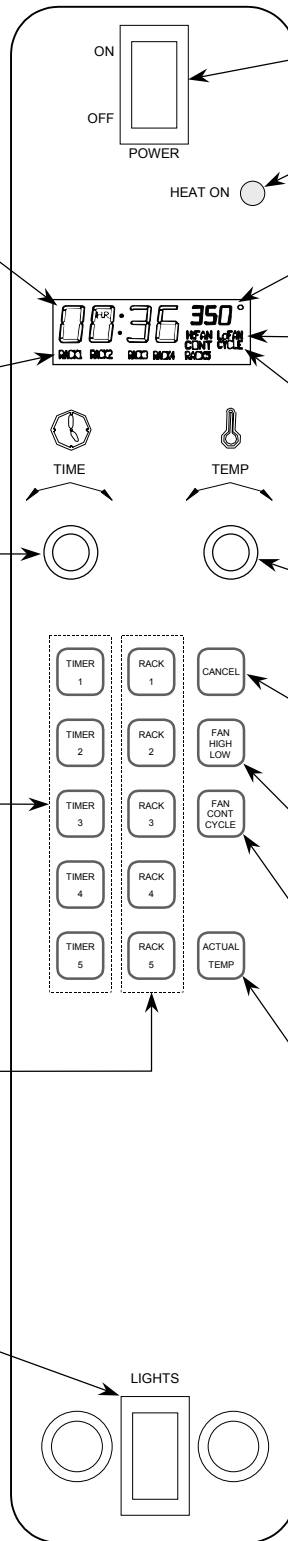 ON
OFF
POWER
HEAT ON
00:36 350°
HR.
HIFAN LOFAN
CONT CYCLE
RACK1 RACK2 RACK3 RACK4 RACK5
TIME TEMP
TIMER 1
RACK 1
CANCEL
TIMER 2
RACK 2
FAN
HIGH
LOW
TIMER 3
RACK 3
FAN
CONT
CYCLE
TIMER 4
RACK 4
TIMER 5
RACK 5
ACTUAL
TEMP
LIGHTS